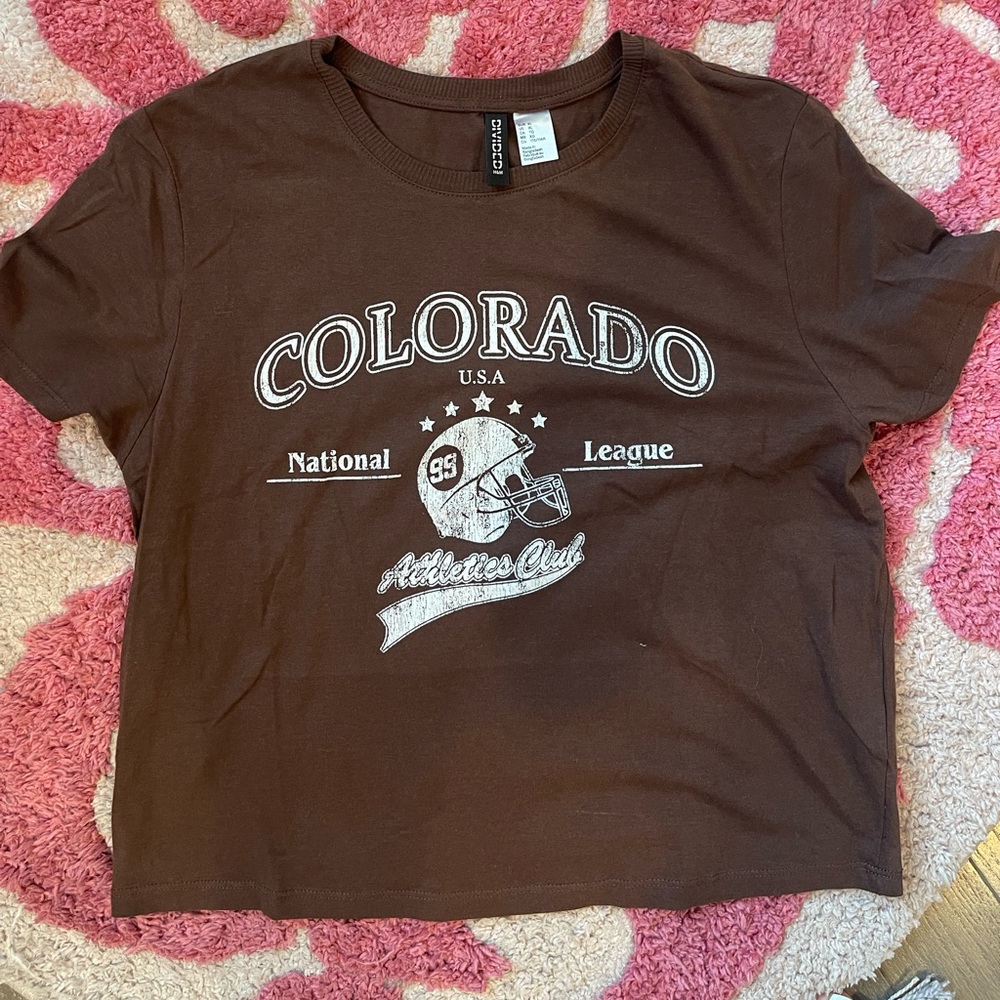 DIVIDED
H&M
COLORADO
U.S.A
National League
99
Athletics Club